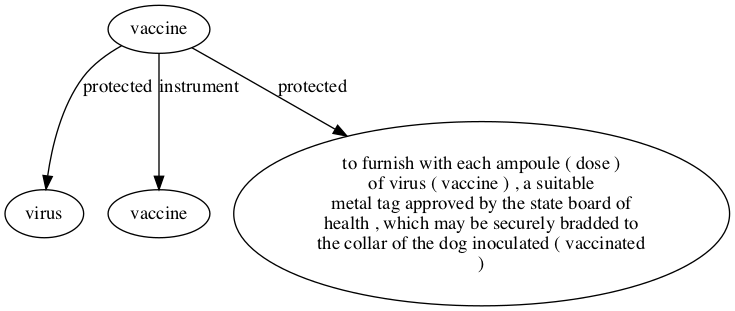 vaccine
protected
instrument
protected
virus
vaccine
to furnish with each ampoule ( dose )
of virus ( vaccine ) , a suitable
metal tag approved by the state board of
health , which may be securely bradded to
the collar of the dog inoculated ( vaccinated
)